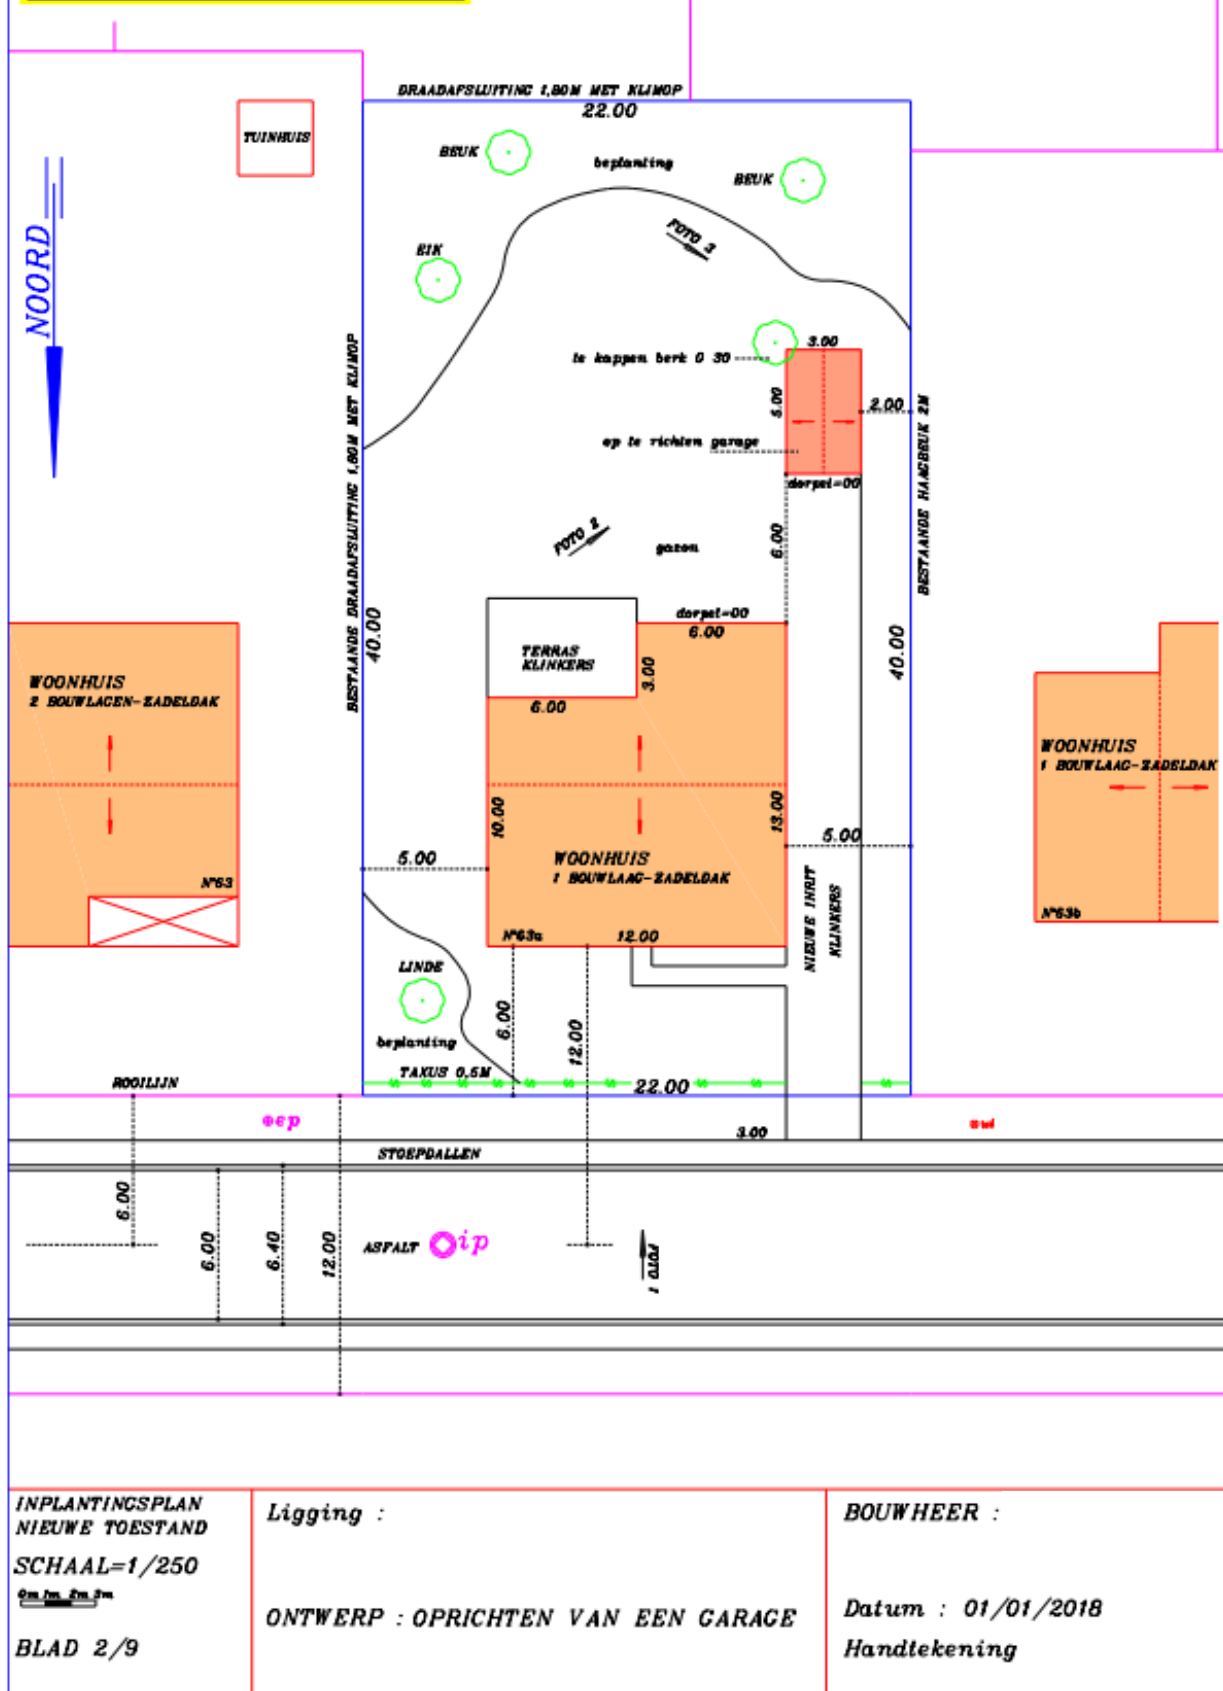 DRAADAFSLUITING 1,80M MET KLIMOP
22.00
TUINHUIS
BEUK
beplanting
BEUK
NOORD
FOTO 3
EIK
te kappen berk 0 30
3.00
5.00
2.00
op te richten garage
dorpel=00
BESTAANDE DRAADAFSLUITING 1,80M MET KLIMOP
BESTAANDE HAAGBEUK 2M
FOTO 2
gazon
6.00
40.00
dorpel=00
6.00
TERRAS
KLINKERS
3.00
6.00
40.00
WOONHUIS
2 BOUWLAGEN-ZADELDAK
WOONHUIS
1 BOUWLAAG-ZADELDAK
10.00
13.00
5.00
5.00
WOONHUIS
1 BOUWLAAG-ZADELDAK
N°63
N°63a
12.00
NIEUWE INRIT
KLINKERS
N°63b
LINDE
6.00
12.00
beplanting
TAXUS 0,5M
22.00
ROOILIJN
ep
3.00
STOEPDALLEN
6.00
6.00
6.40
12.00
ASFALT
ip
FOTO 1
INPLANTINGSPLAN
NIEUWE TOESTAND
SCHAAL=1/250
0m 1m 2m 3m
BLAD 2/9
Ligging :
ONTWERP : OPRICHTEN VAN EEN GARAGE
BOUWHEER :
Datum : 01/01/2018
Handtekening